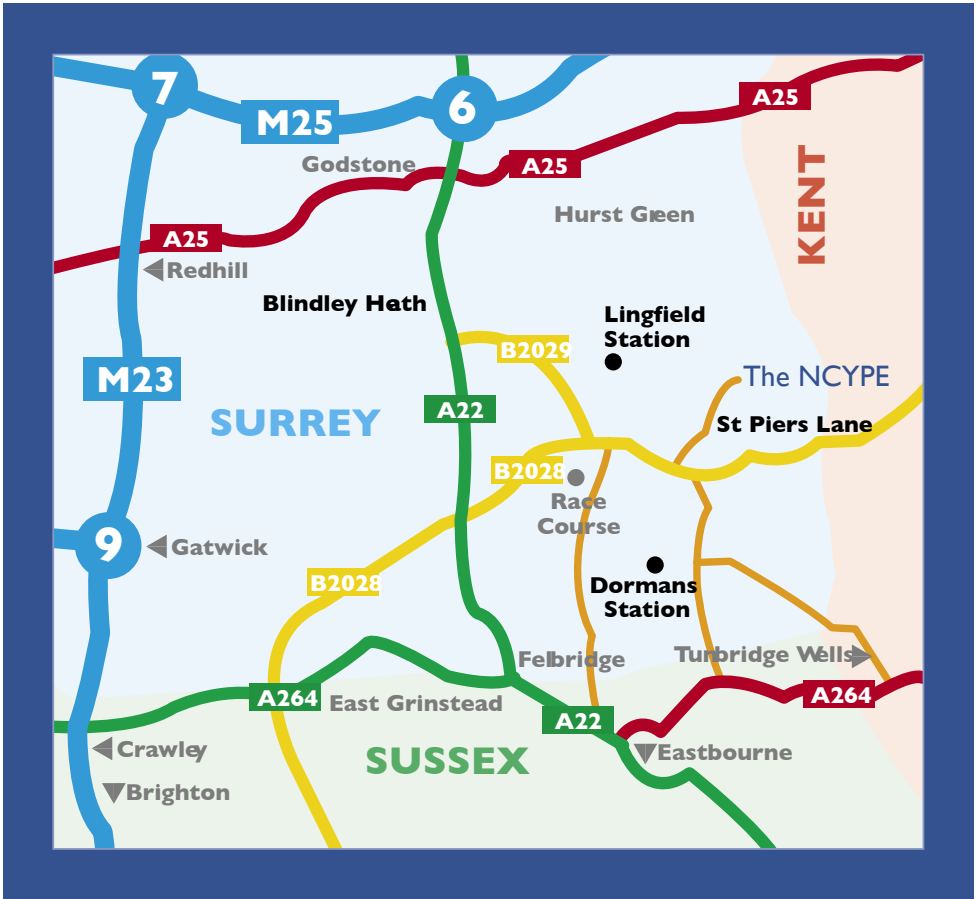 7
M25
6
A25
Godstone
A25
KENT
Hurst Green
A25
Redhill
Blindley Heath
Lingfield
Station
B2029
M23
The NCYPE
A22
SURREY
St Piers Lane
B2028
Race
Course
9
Gatwick
B2028
Dormans
Station
Felbridge
Tunbridge Wells
A264
East Grinstead
A264
A22
Crawley
SUSSEX
Eastbourne
Brighton